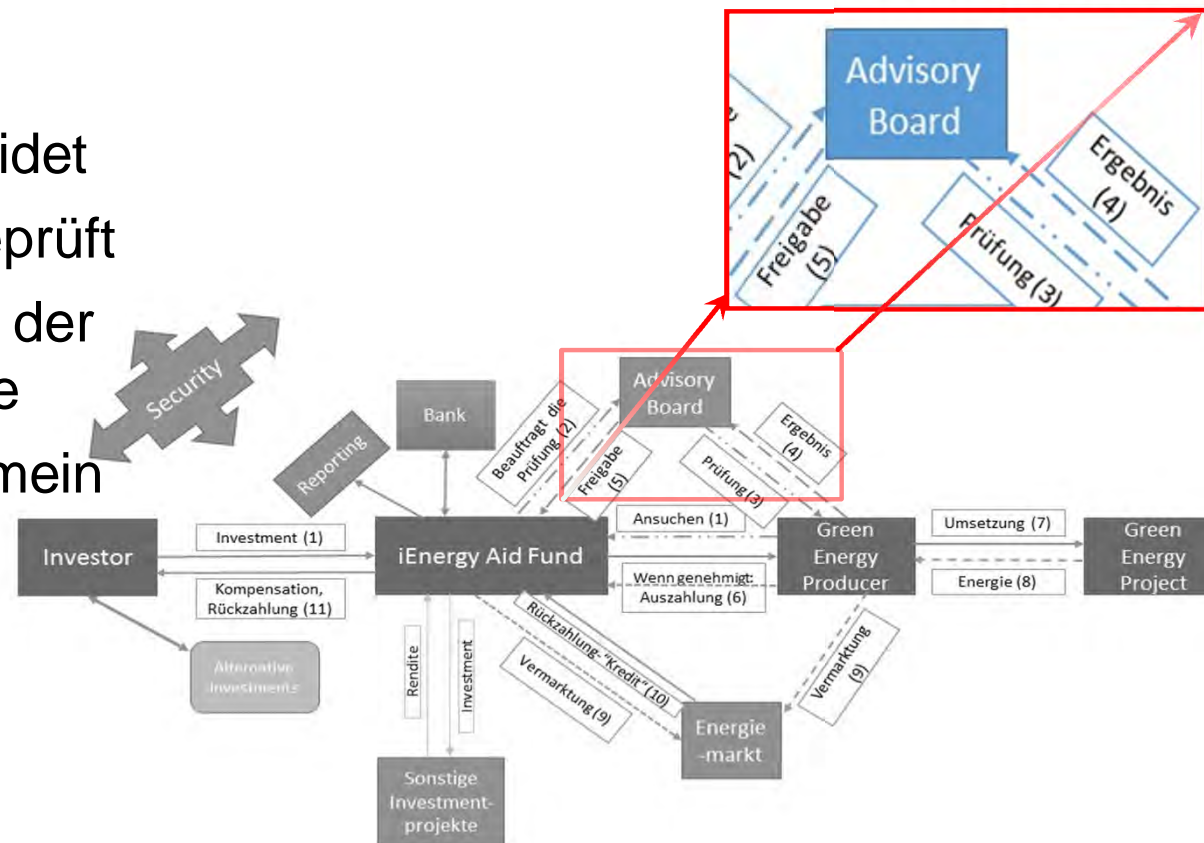 idet
eprüft
der
e
mein
Advisory
Board
(2)
Freigabe
(5)
Prüfung (3)
Ergebnis
(4)
Security
Reporting
Bank
Beauftragt die
Prüfung (2)
Freigabe
(5)
Advisory
Board
Prüfung (3)
Ergebnis
(4)
Investor
Investment (1)
Kompensation,
Rückzahlung (11)
iEnergy Aid Fund
Ansuchen (1)
Wenn genehmigt:
Auszahlung (6)
Green
Energy
Producer
Umsetzung (7)
Energie (8)
Green
Energy
Project
Alternative
Investments
Rendite
Investment
Vermarktung (9)
Rückzahlung- "Kredit" (10)
Vermarktung
(9)
Energie
-markt
Sonstige
Investment-
projekte